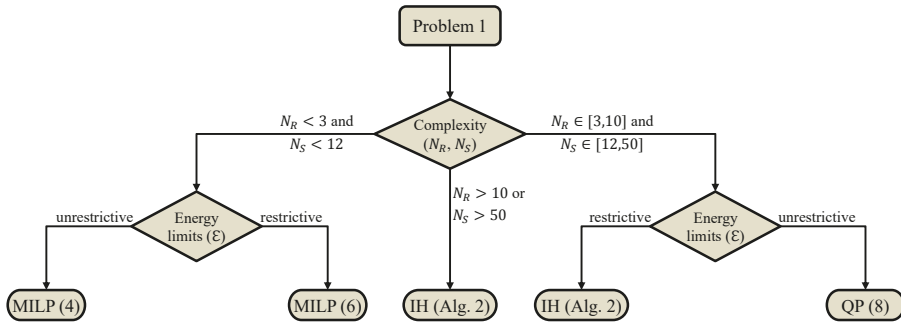 Problem 1
N_R < 3 and
N_S < 12
Complexity
(N_R, N_S)
N_R ∈ [3,10] and
N_S ∈ [12,50]
N_R > 10 or
N_S > 50
unrestrictive
Energy
limits (Ɛ)
restrictive
restrictive
Energy
limits (Ɛ)
unrestrictive
MILP (4)
MILP (6)
IH (Alg. 2)
IH (Alg. 2)
QP (8)